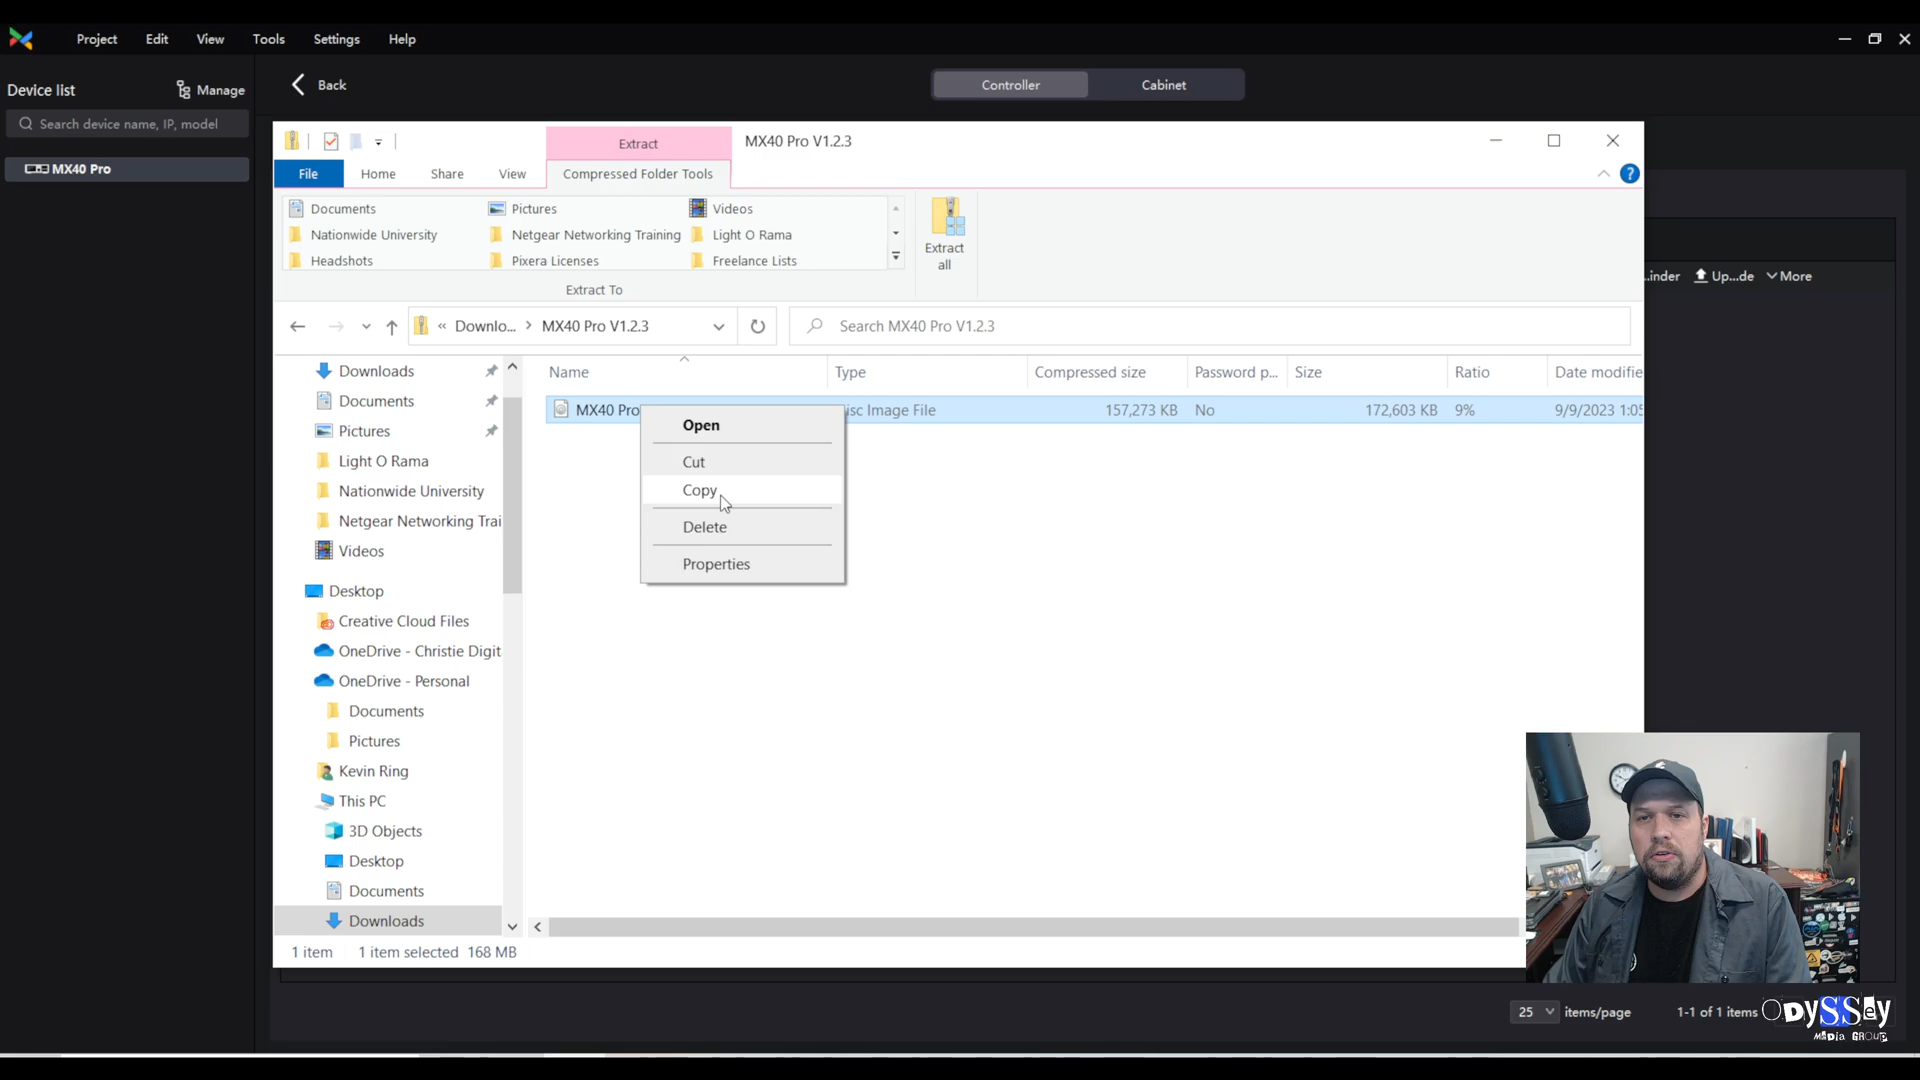 Project Edit View Tools Settings Help
Device list Manage
Search device name, IP, model
MX40 Pro
Back
Controller Cabinet
Extract MX40 Pro V1.2.3
File Home Share View Compressed Folder Tools
Documents Pictures Videos
Nationwide University Netgear Networking Training Light O Rama
Headshots Pixera Licenses Freelance Lists
Extract To
Extract
all
...inder Up...de More
« Downlo... MX40 Pro V1.2.3 Search MX40 Pro V1.2.3
Name Type Compressed size Password p... Size Ratio Date modifie
MX40 Pro isc Image File 157,273 KB No 172,603 KB 9% 9/9/2023 1:05
Open
Cut
Copy
Delete
Properties
Downloads
Documents
Pictures
Light O Rama
Nationwide University
Netgear Networking Trai
Videos
Desktop
Creative Cloud Files
OneDrive - Christie Digit
OneDrive - Personal
Documents
Pictures
Kevin Ring
This PC
3D Objects
Desktop
Documents
Downloads
1 item 1 item selected 168 MB
25 items/page 1-1 of 1 items
Odyssey
Media Group